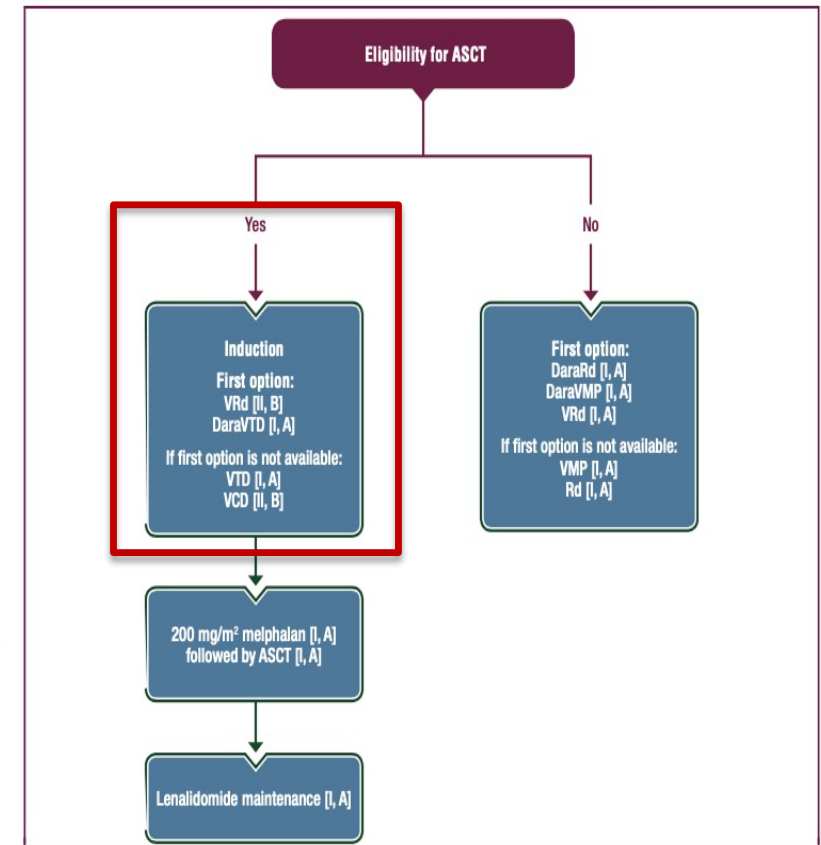 Eligibility for ASCT
Yes
No
Induction
First option:
VRd [II, B]
DaraVTD [I, A]
If first option is not available:
VTD [I, A]
VCD [II, B]
First option:
DaraRd [I, A]
DaraVMP [I, A]
VRd [I, A]
If first option is not available:
VMP [I, A]
Rd [I, A]
200 mg/m² melphalan [I, A]
followed by ASCT [I, A]
Lenalidomide maintenance [I, A]